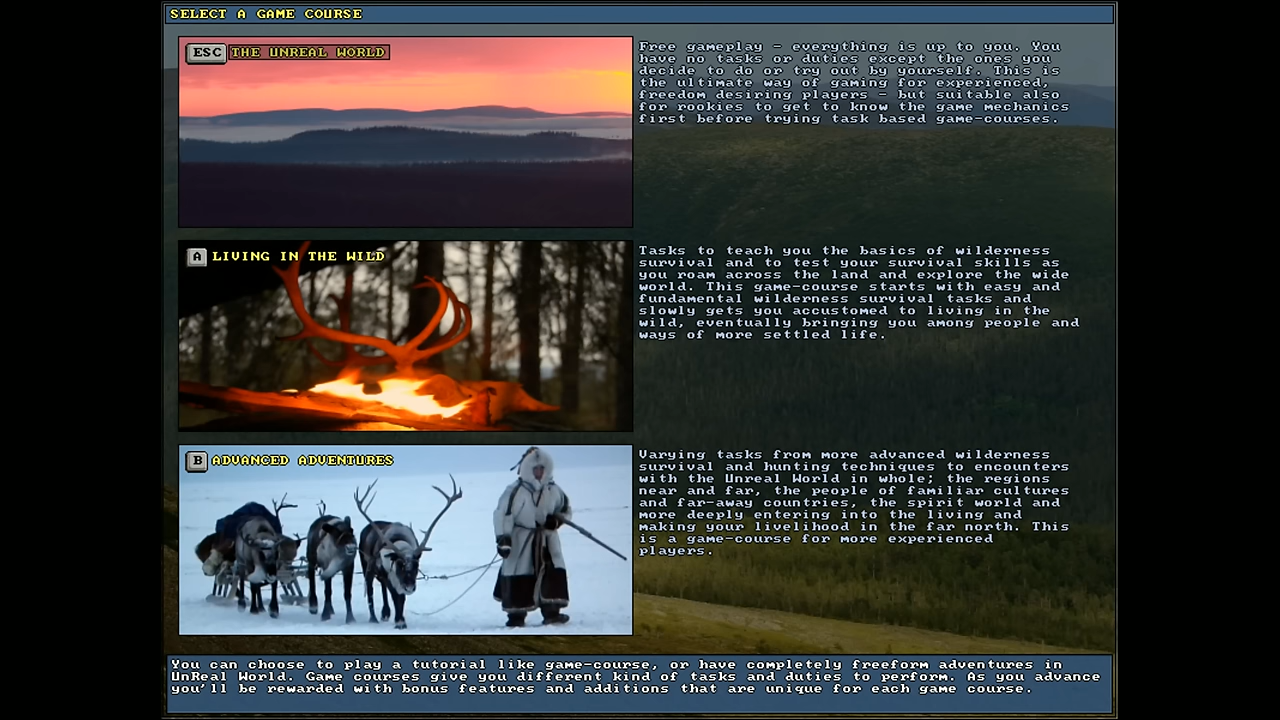 SELECT A GAME COURSE
ESC THE UNREAL WORLD
Free gameplay - everything is up to you. You
have no tasks or duties except the ones you
decide to do or try out by yourself. This is
the ultimate way of gaming for experienced,
freedom desiring players - but suitable also
for rookies to get to know the game mechanics
first before trying task based game-courses.
A LIVING IN THE WILD
Tasks to teach you the basics of wilderness
survival and to test your survival skills as
you roam across the land and explore the wide
world. This game-course starts with easy and
fundamental wilderness survival tasks and
slowly gets you accustomed to living in the
wild, eventually bringing you among people and
ways of more settled life.
B ADVANCED ADVENTURES
Varying tasks from more advanced wilderness
survival and hunting techniques to encounters
with the Unreal World in whole; the regions
near and far, the people of familiar cultures
and far-away countries, the spirit world and
more deeply entering into the living and
making your livelihood in the far north. This
is a game-course for more experienced
players.
You can choose to play a tutorial like game-course, or have completely freeform adventures in
UnReal World. Game courses give you different kind of tasks and duties to perform. As you advance
you'll be rewarded with bonus features and additions that are unique for each game course.